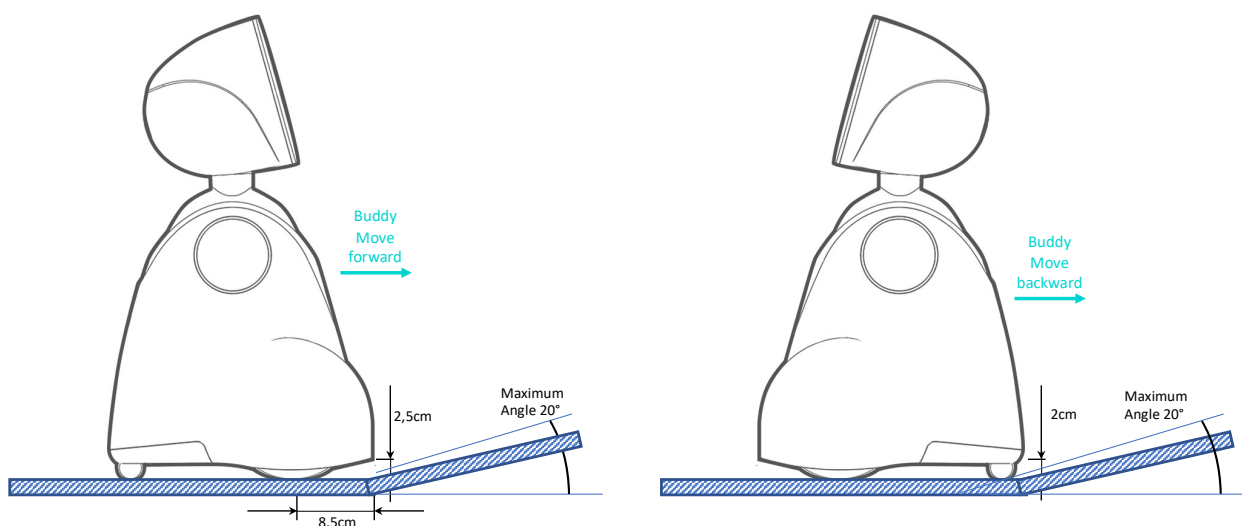 Buddy
Move
forward
Maximum
Angle 20°
2,5cm
8.5cm
Buddy
Move
backward
Maximum
Angle 20°
2cm